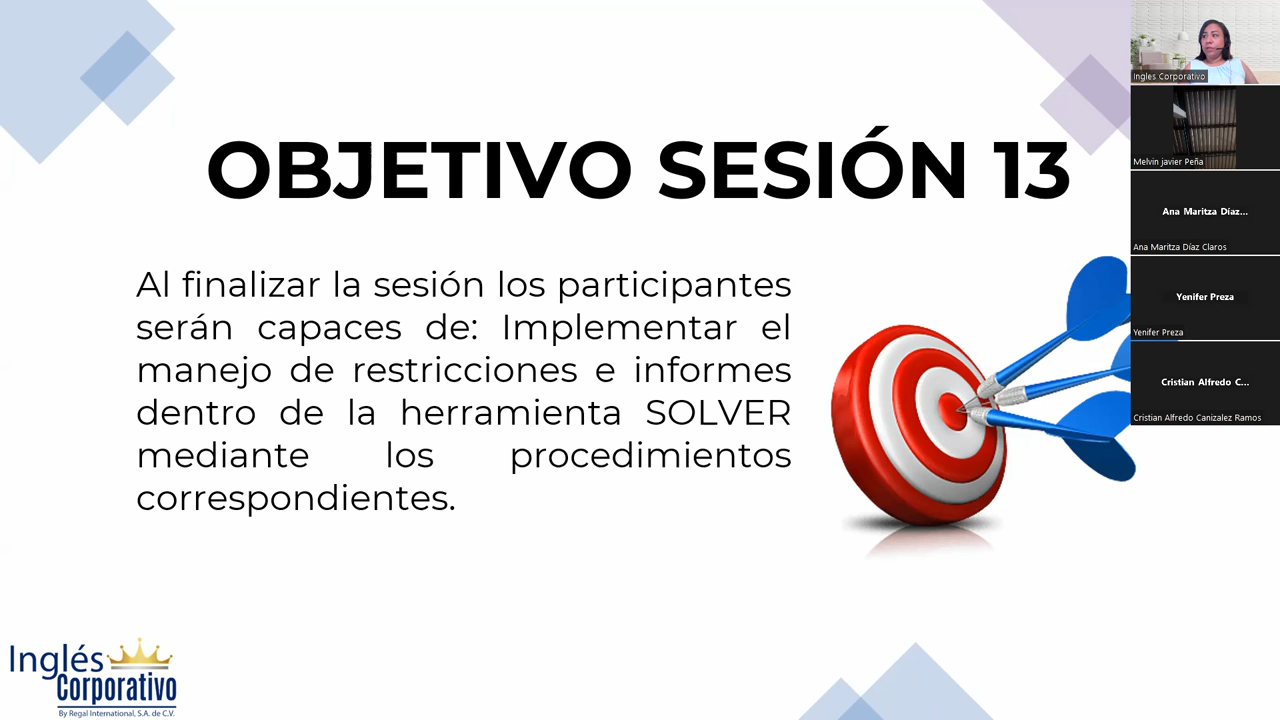 OBJETIVO SESIÓN 13
Al finalizar la sesión los participantes
serán capaces de: Implementar el
manejo de restricciones e informes
dentro de la herramienta SOLVER
mediante los procedimientos
correspondientes.
Inglés
Corporativo
By Regal International, S.A. de C.V.
Ingles Corporativo
Melvin javier Peña
Ana Maritza Díaz...
Ana Maritza Díaz Claros
Yenifer Preza
Yenifer Preza
Cristian Alfredo C...
Cristian Alfredo Canizalez Ramos